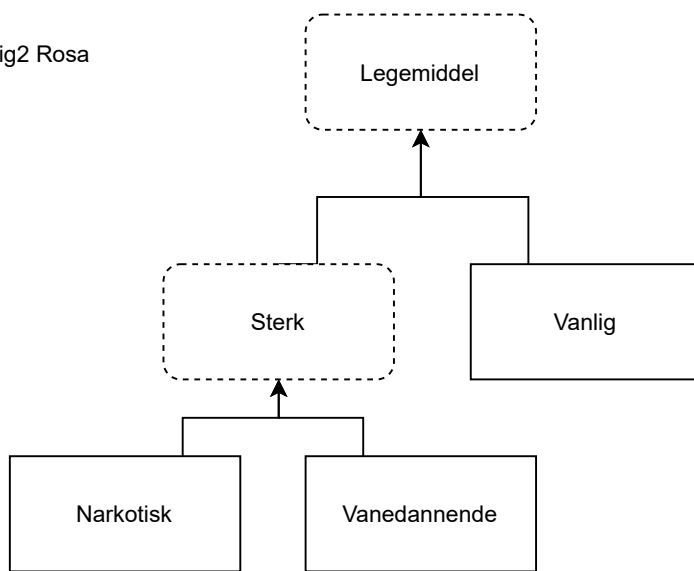 ig2 Rosa
Legemiddel
Sterk
Vanlig
Narkotisk
Vanedannende